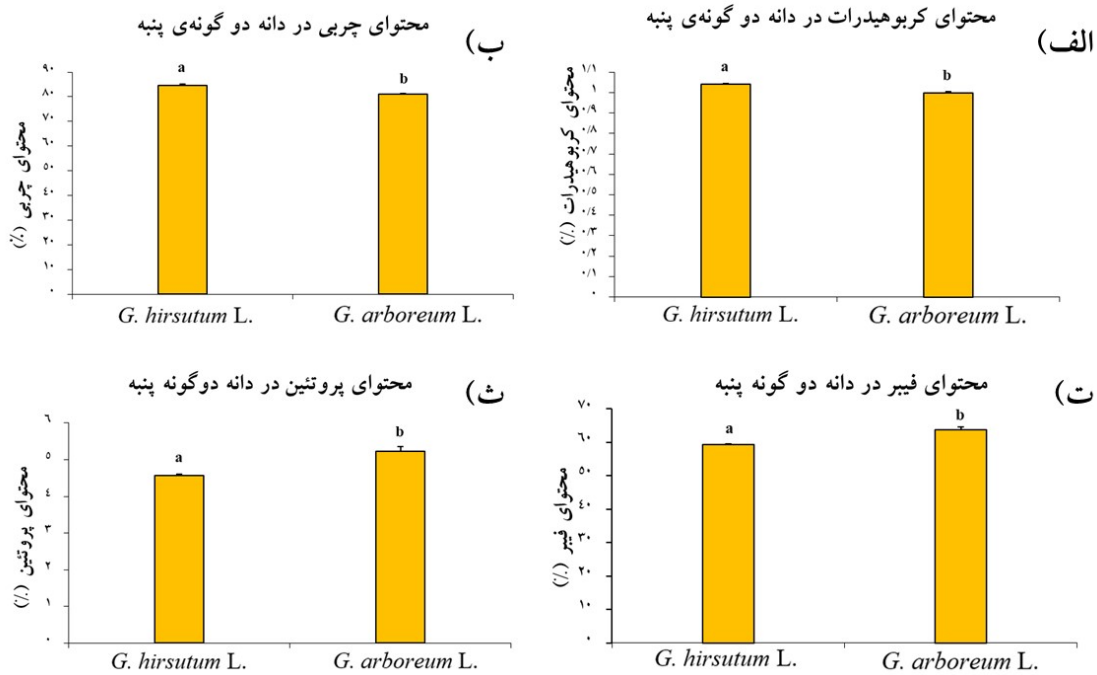 محتوای کربوهیدرات در دانه دو گونه‌ی پنبه
الف)
محتوای کربوهیدرات (٪)
۱/۱
۱
۰/۹
۰/۸
۰/۷
۰/۶
۰/۵
۰/۴
۰/۳
۰/۲
۰/۱
۰
a
b
G. hirsutum L.
G. arboreum L.
محتوای چربی در دانه دو گونه‌ی پنبه
ب)
محتوای چربی (٪)
۹۰
۸۰
۷۰
۶۰
۵۰
۴۰
۳۰
۲۰
۱۰
۰
a
b
G. hirsutum L.
G. arboreum L.
محتوای فیبر در دانه دو گونه پنبه
ت)
محتوای فیبر (٪)
۷۰
۶۰
۵۰
۴۰
۳۰
۲۰
۱۰
۰
a
b
G. hirsutum L.
G. arboreum L.
محتوای پروتئین در دانه دوگونه پنبه
ث)
محتوای پروتئین (٪)
۶
۵
۴
۳
۲
۱
۰
a
b
G. hirsutum L.
G. arboreum L.